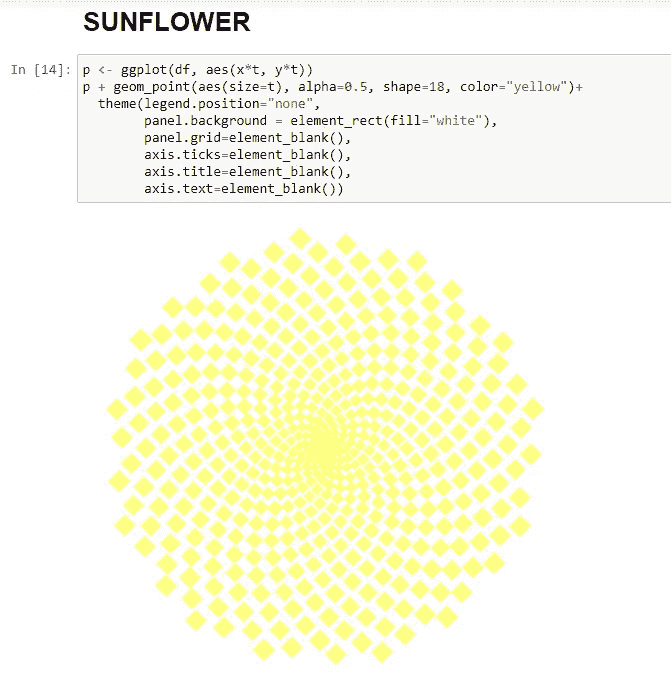 SUNFLOWER
In [14]: p <- ggplot(df, aes(x*t, y*t))
p + geom_point(aes(size=t), alpha=0.5, shape=18, color="yellow")+
  theme(legend.position="none",
        panel.background = element_rect(fill="white"),
        panel.grid=element_blank(),
        axis.ticks=element_blank(),
        axis.title=element_blank(),
        axis.text=element_blank())